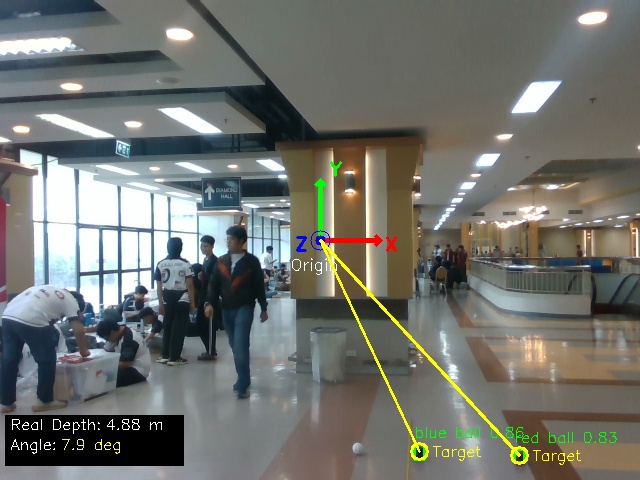 DIAMOND
HALL
Y
Z
X
Origin
blue ball 0.86
red ball 0.83
Target
Target
Real Depth: 4.88 m
Angle: 7.9 deg